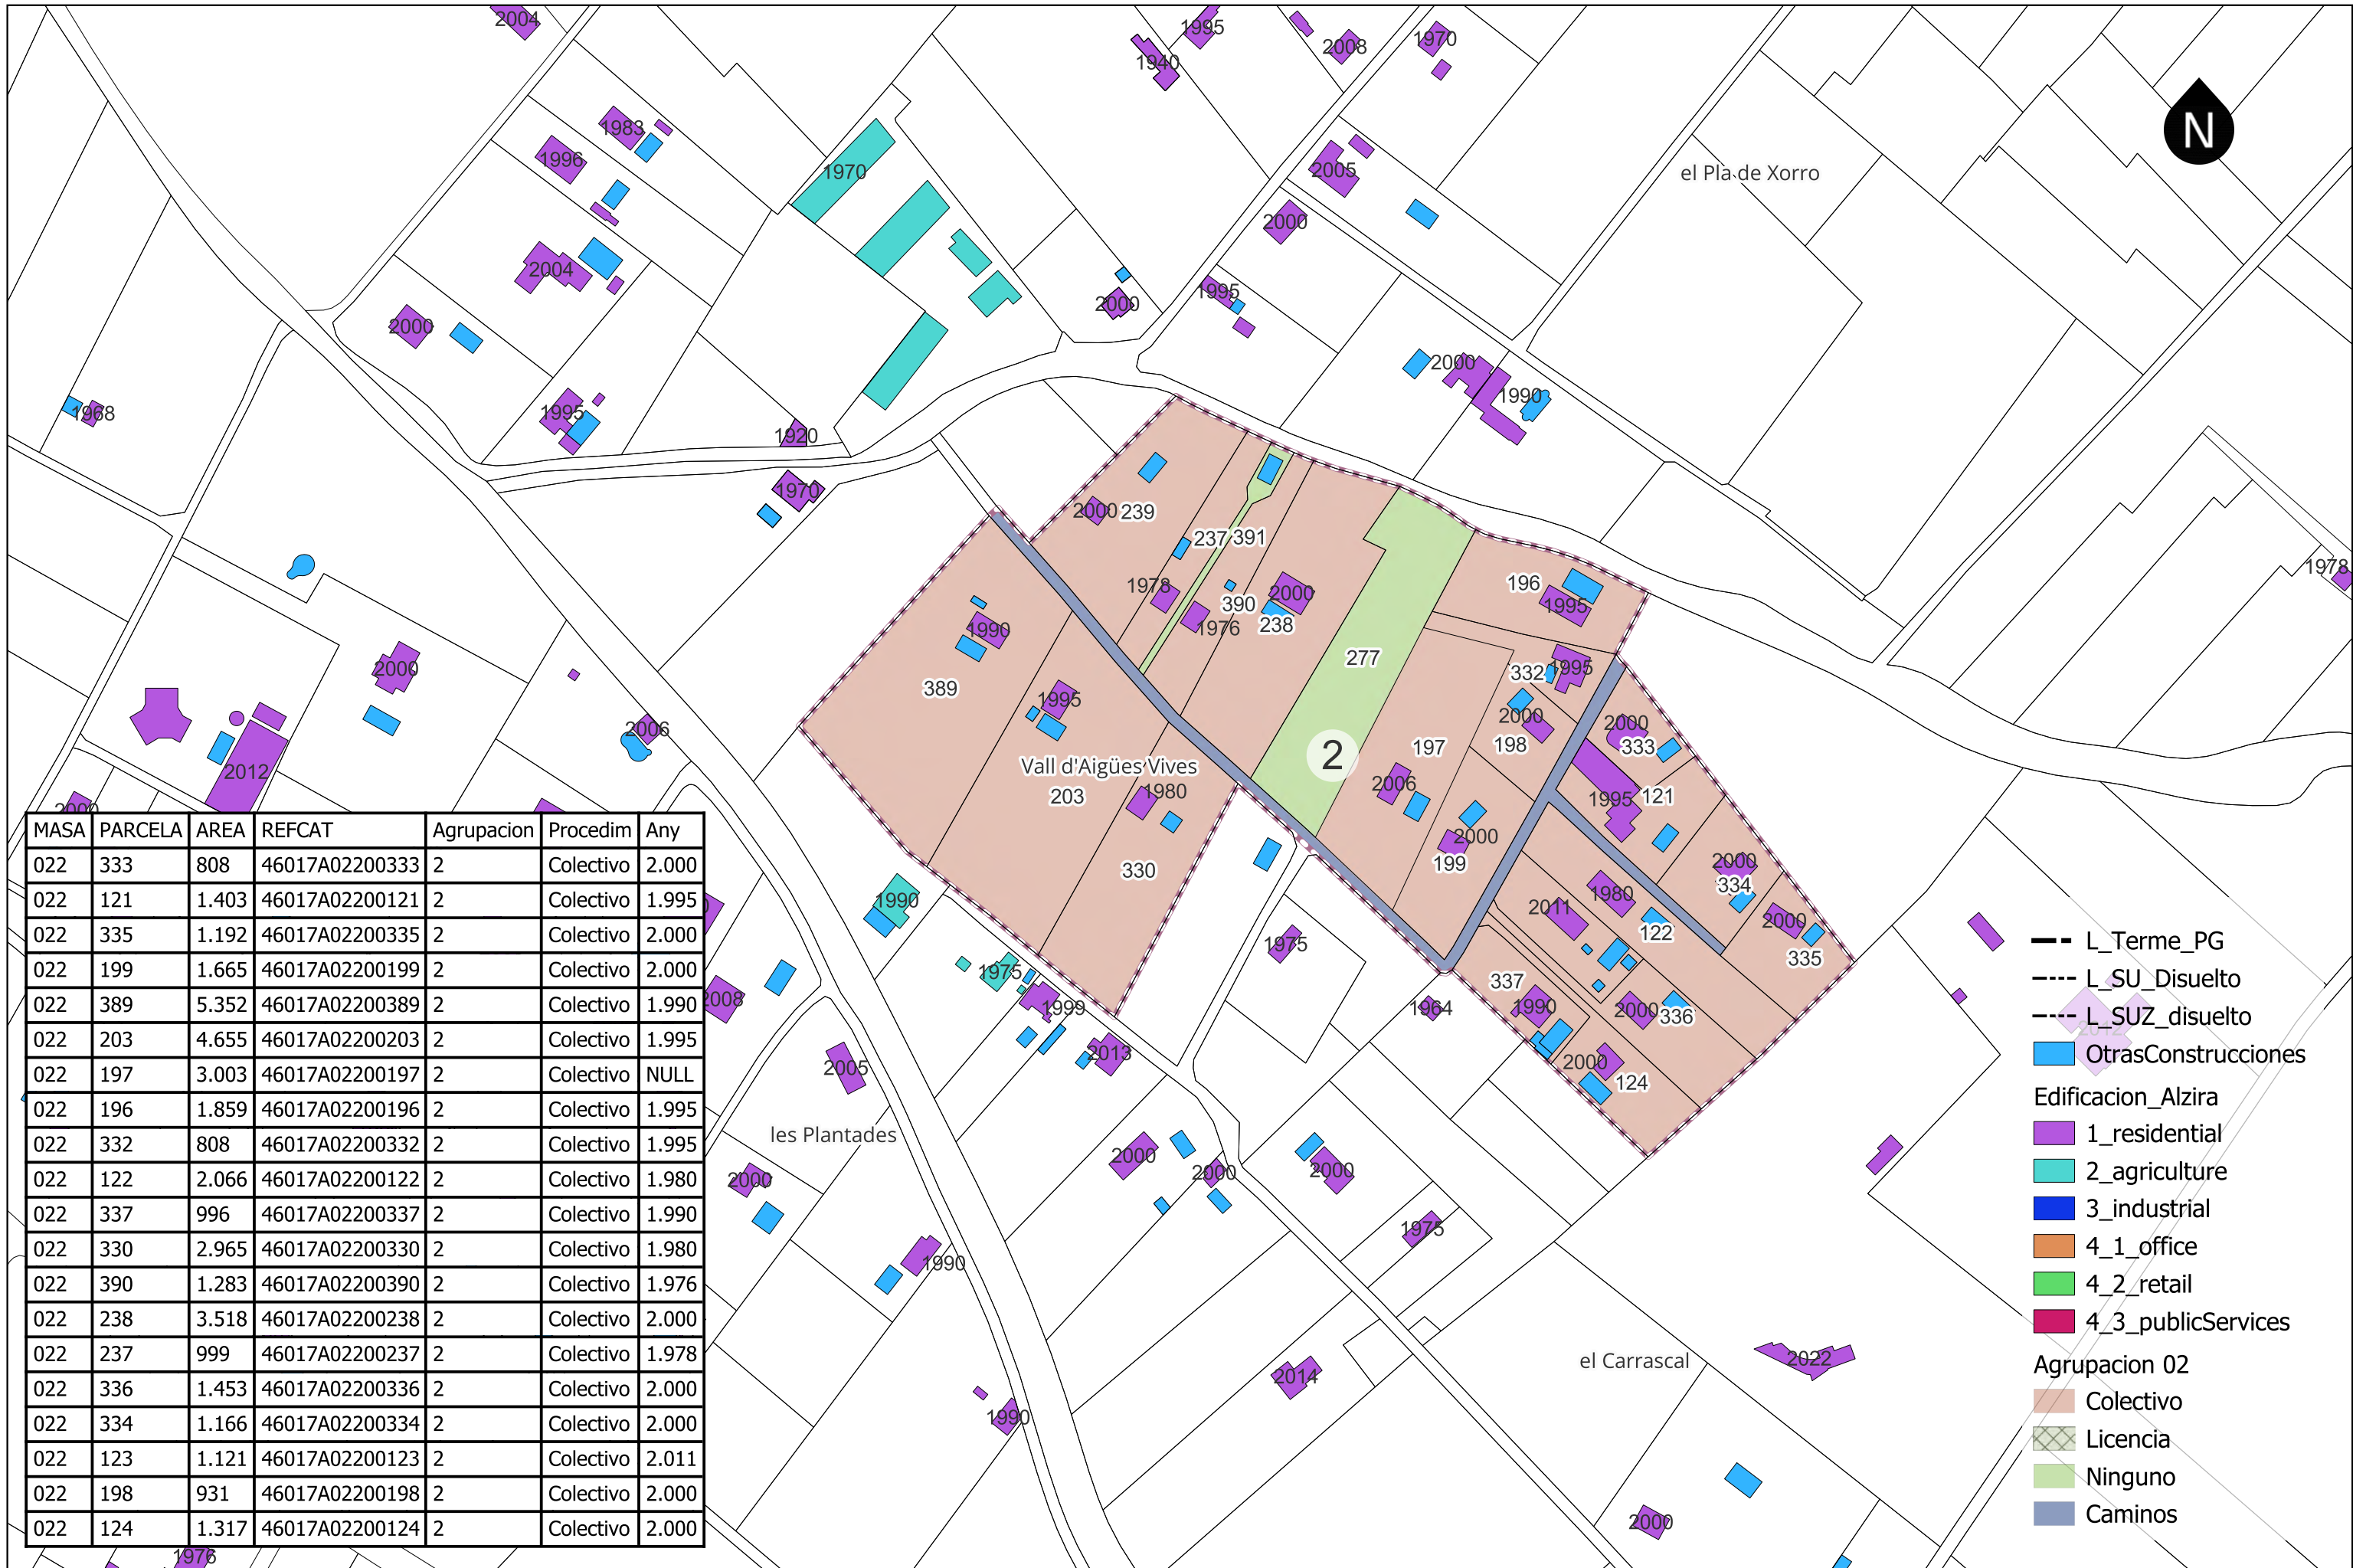 2004
1995
2008
1970
1940
N
1983
1996
1970
2005
el Pla de Xorro
2000
2004
1995
2000
2000
2000
1990
1968
1995
1920
1970
2000
239
237
391
1978
390
2000
1976
238
196
1995
1978
1990
389
277
332
1995
2000
1995
2000
198
2000
333
197
2006
Vall d'Aigües Vives
203
1980
2
2006
1995
121
2012
2000
2000
199
330
2000
334
1980
2011
122
2000
335
1990
1975
337
1975
1999
1964
1990
2000
336
2008
2013
2000
124
2005
2012
les Plantades
2000
2000
2000
2000
1975
1990
2014
el Carrascal
2022
1990
2000
1976
MASA PARCELA AREA REFCAT Agrupacion Procedim Any
022 333 808 46017A02200333 2 Colectivo 2.000
022 121 1.403 46017A02200121 2 Colectivo 1.995
022 335 1.192 46017A02200335 2 Colectivo 2.000
022 199 1.665 46017A02200199 2 Colectivo 2.000
022 389 5.352 46017A02200389 2 Colectivo 1.990
022 203 4.655 46017A02200203 2 Colectivo 1.995
022 197 3.003 46017A02200197 2 Colectivo NULL
022 196 1.859 46017A02200196 2 Colectivo 1.995
022 332 808 46017A02200332 2 Colectivo 1.995
022 122 2.066 46017A02200122 2 Colectivo 1.980
022 337 996 46017A02200337 2 Colectivo 1.990
022 330 2.965 46017A02200330 2 Colectivo 1.980
022 390 1.283 46017A02200390 2 Colectivo 1.976
022 238 3.518 46017A02200238 2 Colectivo 2.000
022 237 999 46017A02200237 2 Colectivo 1.978
022 336 1.453 46017A02200336 2 Colectivo 2.000
022 334 1.166 46017A02200334 2 Colectivo 2.000
022 123 1.121 46017A02200123 2 Colectivo 2.011
022 198 931 46017A02200198 2 Colectivo 2.000
022 124 1.317 46017A02200124 2 Colectivo 2.000
L_Terme_PG
L_SU_Disuelto
L_SUZ_disuelto
OtrasConstrucciones
Edificacion_Alzira
1_residential
2_agriculture
3_industrial
4_1_office
4_2_retail
4_3_publicServices
Agrupacion 02
Colectivo
Licencia
Ninguno
Caminos